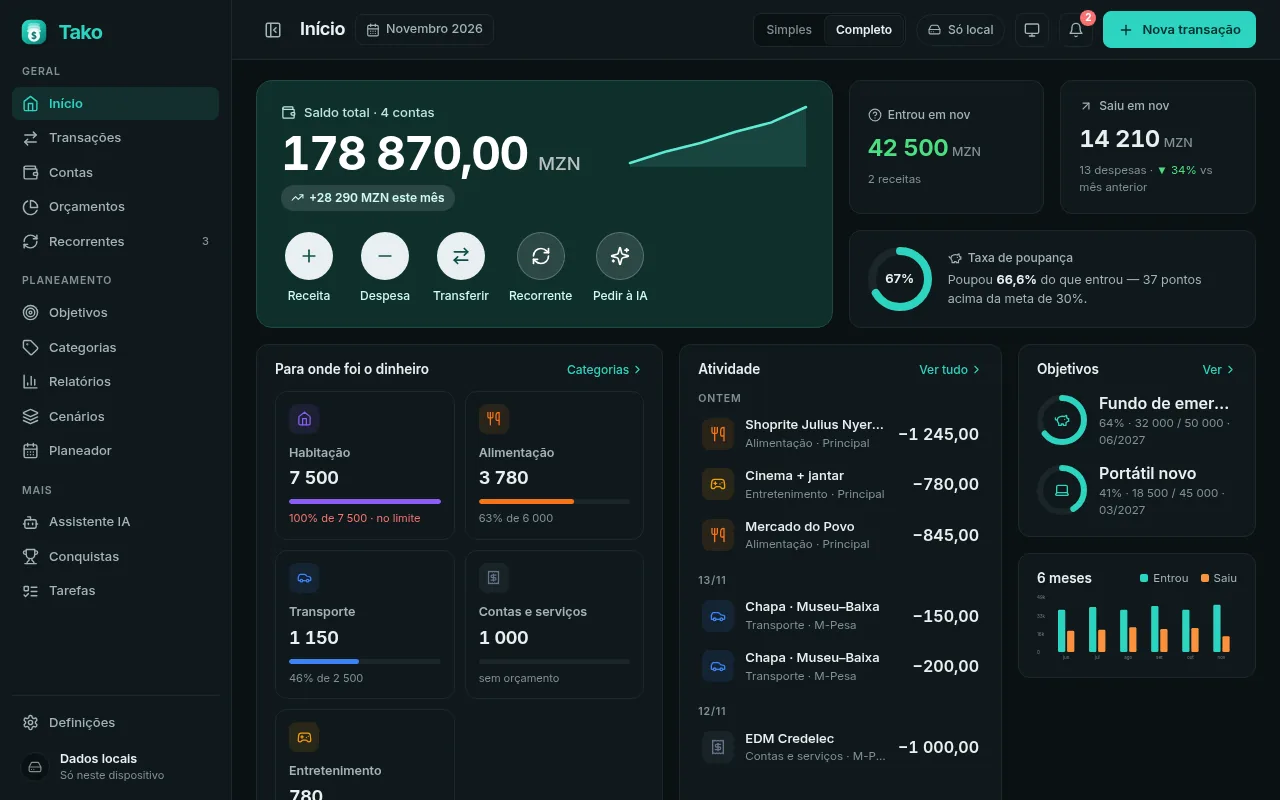 Tako
GERAL
Início
Transações
Contas
Orçamentos
Recorrentes 3
PLANEAMENTO
Objetivos
Categorias
Relatórios
Cenários
Planeador
MAIS
Assistente IA
Conquistas
Tarefas
Definições
Dados locais
Só neste dispositivo
Início
Novembro 2026
Simples Completo
Só local
2
Nova transação
Saldo total · 4 contas
178 870,00 MZN
+28 290 MZN este mês
Receita
Despesa
Transferir
Recorrente
Pedir à IA
Entrou em nov
42 500 MZN
2 receitas
Saiu em nov
14 210 MZN
13 despesas · ▼ 34% vs
mês anterior
67%
Taxa de poupança
Poupou 66,6% do que entrou — 37 pontos
acima da meta de 30%.
Para onde foi o dinheiro
Categorias
Habitação
7 500
100% de 7 500 · no limite
Alimentação
3 780
63% de 6 000
Transporte
1 150
46% de 2 500
Contas e serviços
1 000
sem orçamento
Entretenimento
780
Atividade
Ver tudo
ONTEM
Shoprite Julius Nyer...
Alimentação · Principal
−1 245,00
Cinema + jantar
Entretenimento · Principal
−780,00
Mercado do Povo
Alimentação · Principal
−845,00
13/11
Chapa · Museu–Baixa
Transporte · M-Pesa
−150,00
Chapa · Museu–Baixa
Transporte · M-Pesa
−200,00
12/11
EDM Credelec
Contas e serviços · M-P...
−1 000,00
Objetivos
Ver
Fundo de emer...
64% · 32 000 / 50 000 ·
06/2027
Portátil novo
41% · 18 500 / 45 000 ·
03/2027
6 meses
Entrou
Saiu